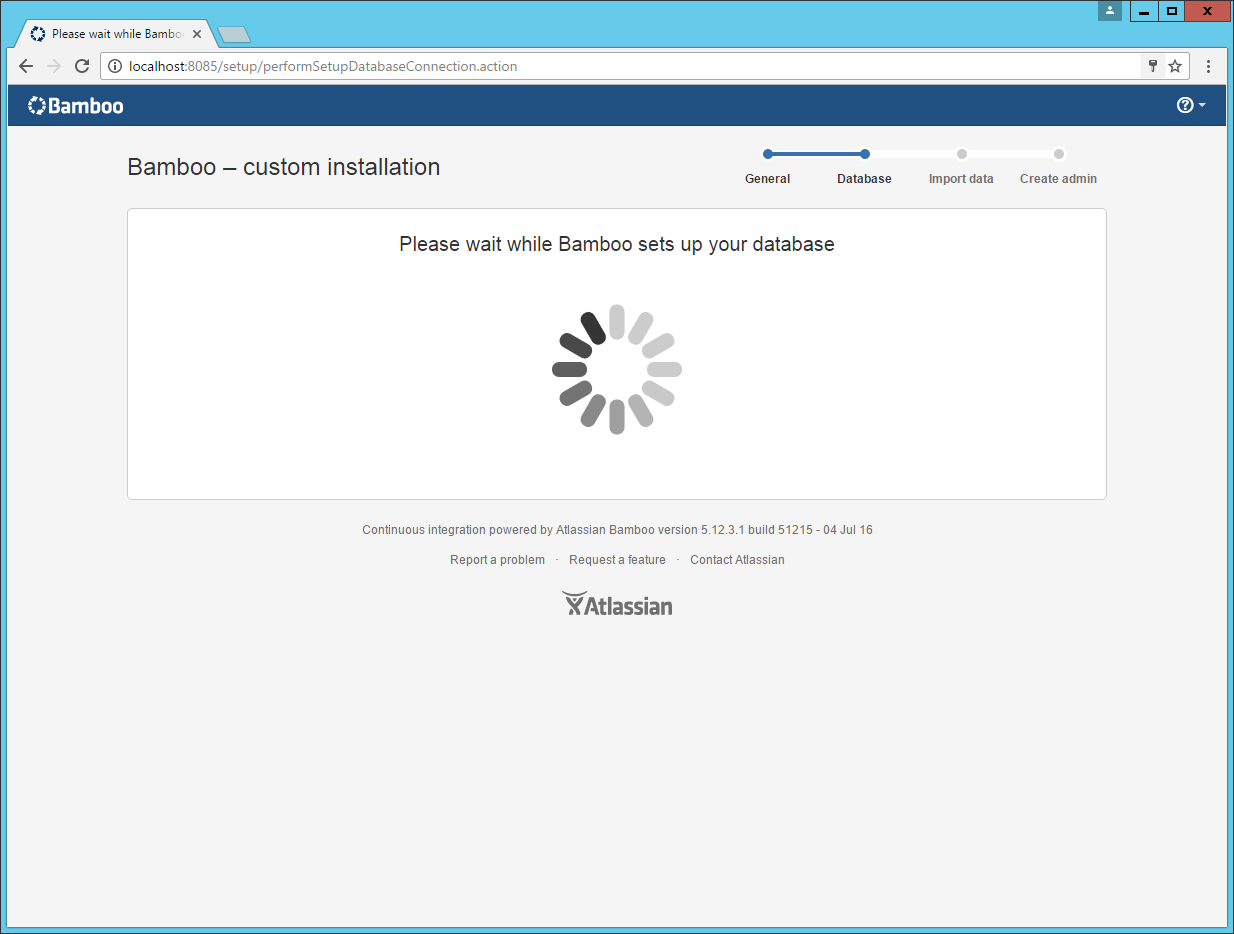 Please wait while Bambo
localhost:8085/setup/performSetupDatabaseConnection.action
Bamboo
Bamboo – custom installation
General Database Import data Create admin
Please wait while Bamboo sets up your database
Continuous integration powered by Atlassian Bamboo version 5.12.3.1 build 51215 - 04 Jul 16
Report a problem · Request a feature · Contact Atlassian
Atlassian